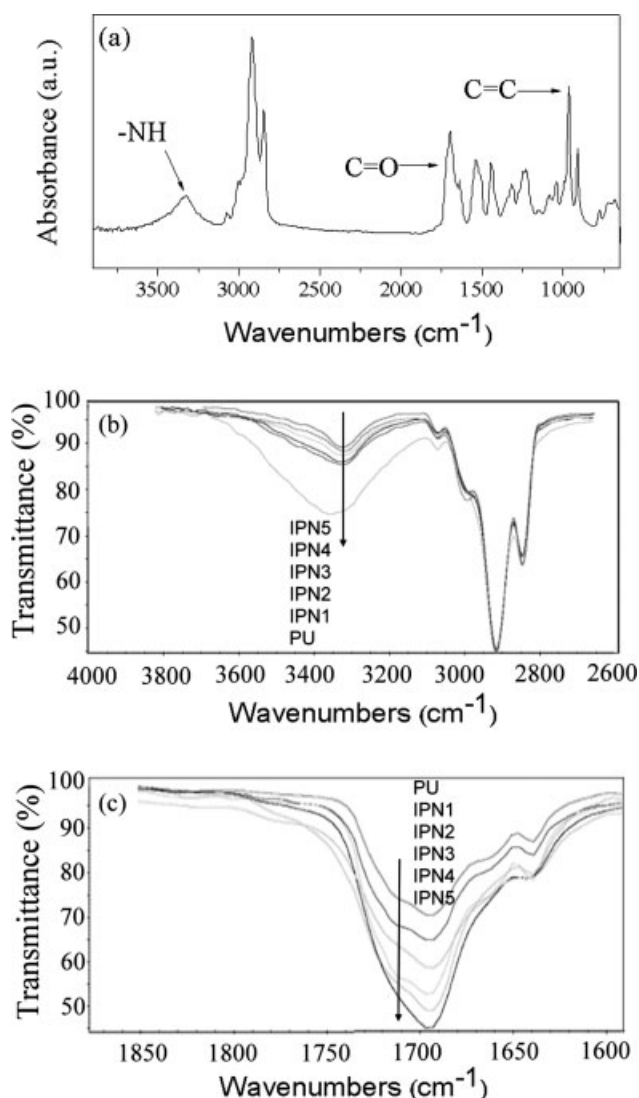 (a)
Absorbance (a.u.)
-NH
C=O
C=C
3500 3000 2500 2000 1500 1000
Wavenumbers (cm-1)
(b)
Transmittance (%)
100
90
80
70
60
50
IPN5
IPN4
IPN3
IPN2
IPN1
PU
4000 3800 3600 3400 3200 3000 2800 2600
Wavenumbers (cm-1)
(c)
Transmittance (%)
100
90
80
70
60
50
PU
IPN1
IPN2
IPN3
IPN4
IPN5
1850 1800 1750 1700 1650 1600
Wavenumbers (cm-1)